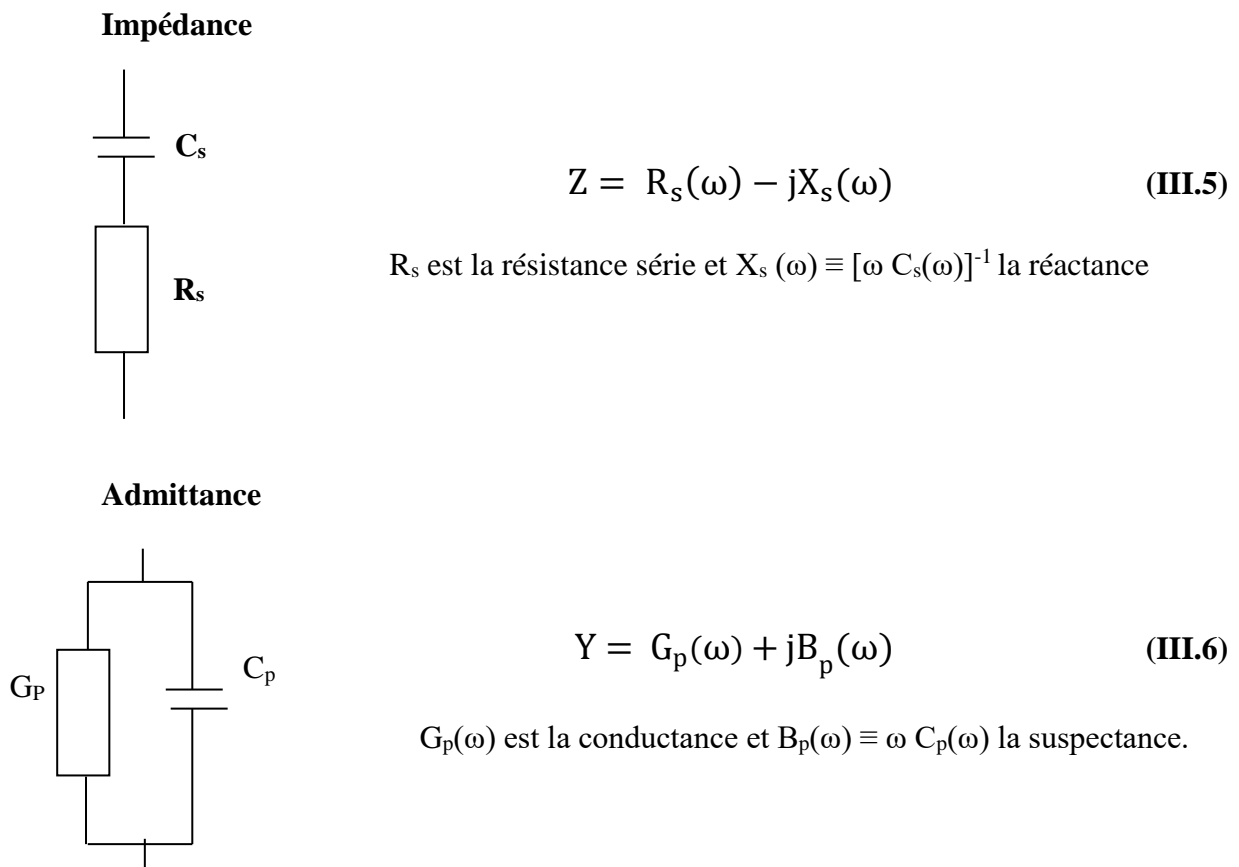 Impédance
Cₛ
Z = Rₛ(ω) − jXₛ(ω) (III.5)
Rₛ est la résistance série et Xₛ (ω) ≡ [ω Cₛ(ω)]⁻¹ la réactance
Rₛ
Admittance
Y = Gₚ(ω) + jBₚ(ω) (III.6)
Cₚ
G_P
Gₚ(ω) est la conductance et Bₚ(ω) ≡ ω Cₚ(ω) la suspectance.